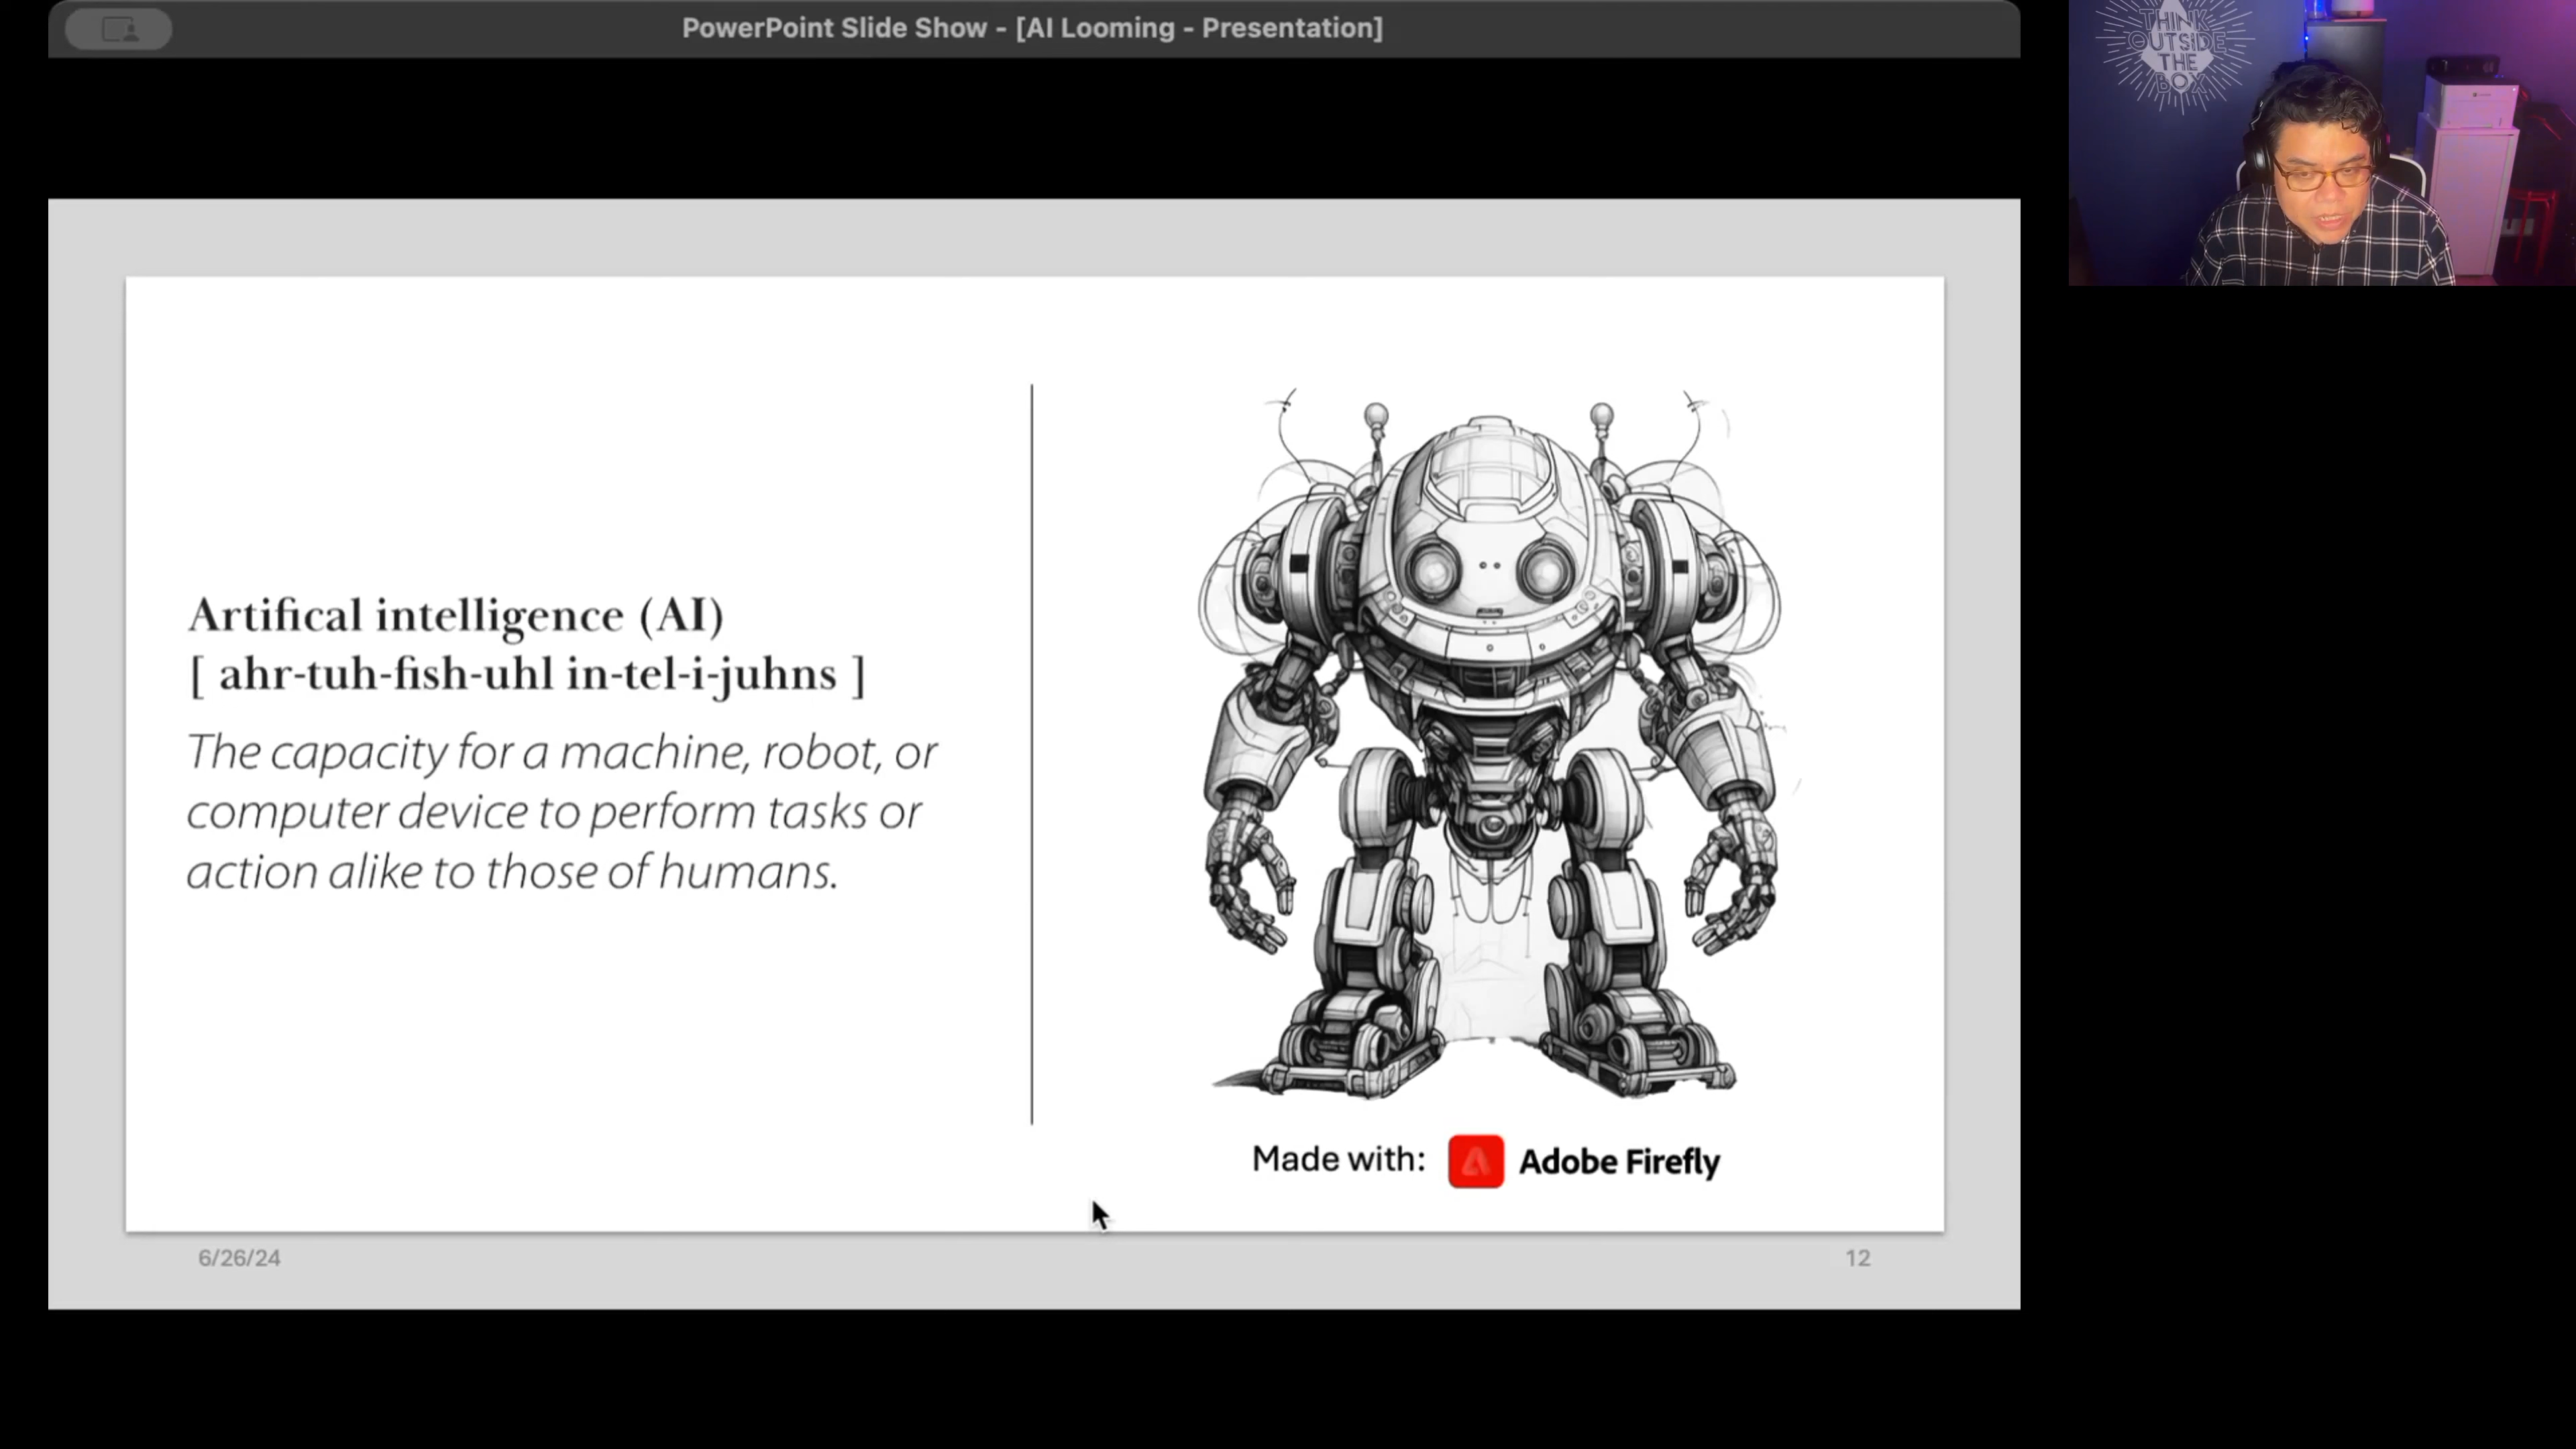 PowerPoint Slide Show - [AI Looming - Presentation]
THINK
OUTSIDE
THE
BOX
Artifical intelligence (AI)
[ ahr-tuh-fish-uhl in-tel-i-juhns ]
The capacity for a machine, robot, or
computer device to perform tasks or
action alike to those of humans.
Made with: Adobe Firefly
6/26/24
12